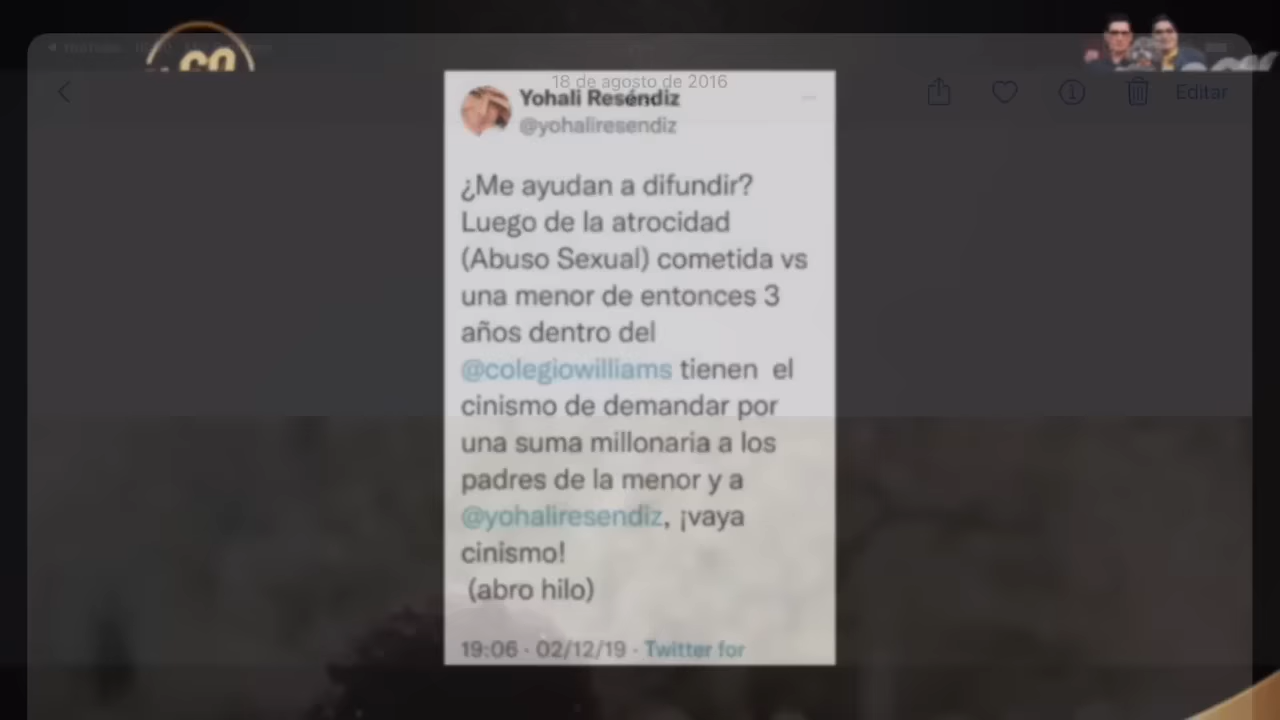 18 de agosto de 2016
Editar
Yohali Reséndiz
@yohaliresendiz
¿Me ayudan a difundir?
Luego de la atrocidad
(Abuso Sexual) cometida vs
una menor de entonces 3
años dentro del
@colegiowilliams tienen el
cinismo de demandar por
una suma millonaria a los
padres de la menor y a
@yohaliresendiz, ¡vaya
cinismo!
(abro hilo)
19:06 · 02/12/19 · Twitter for